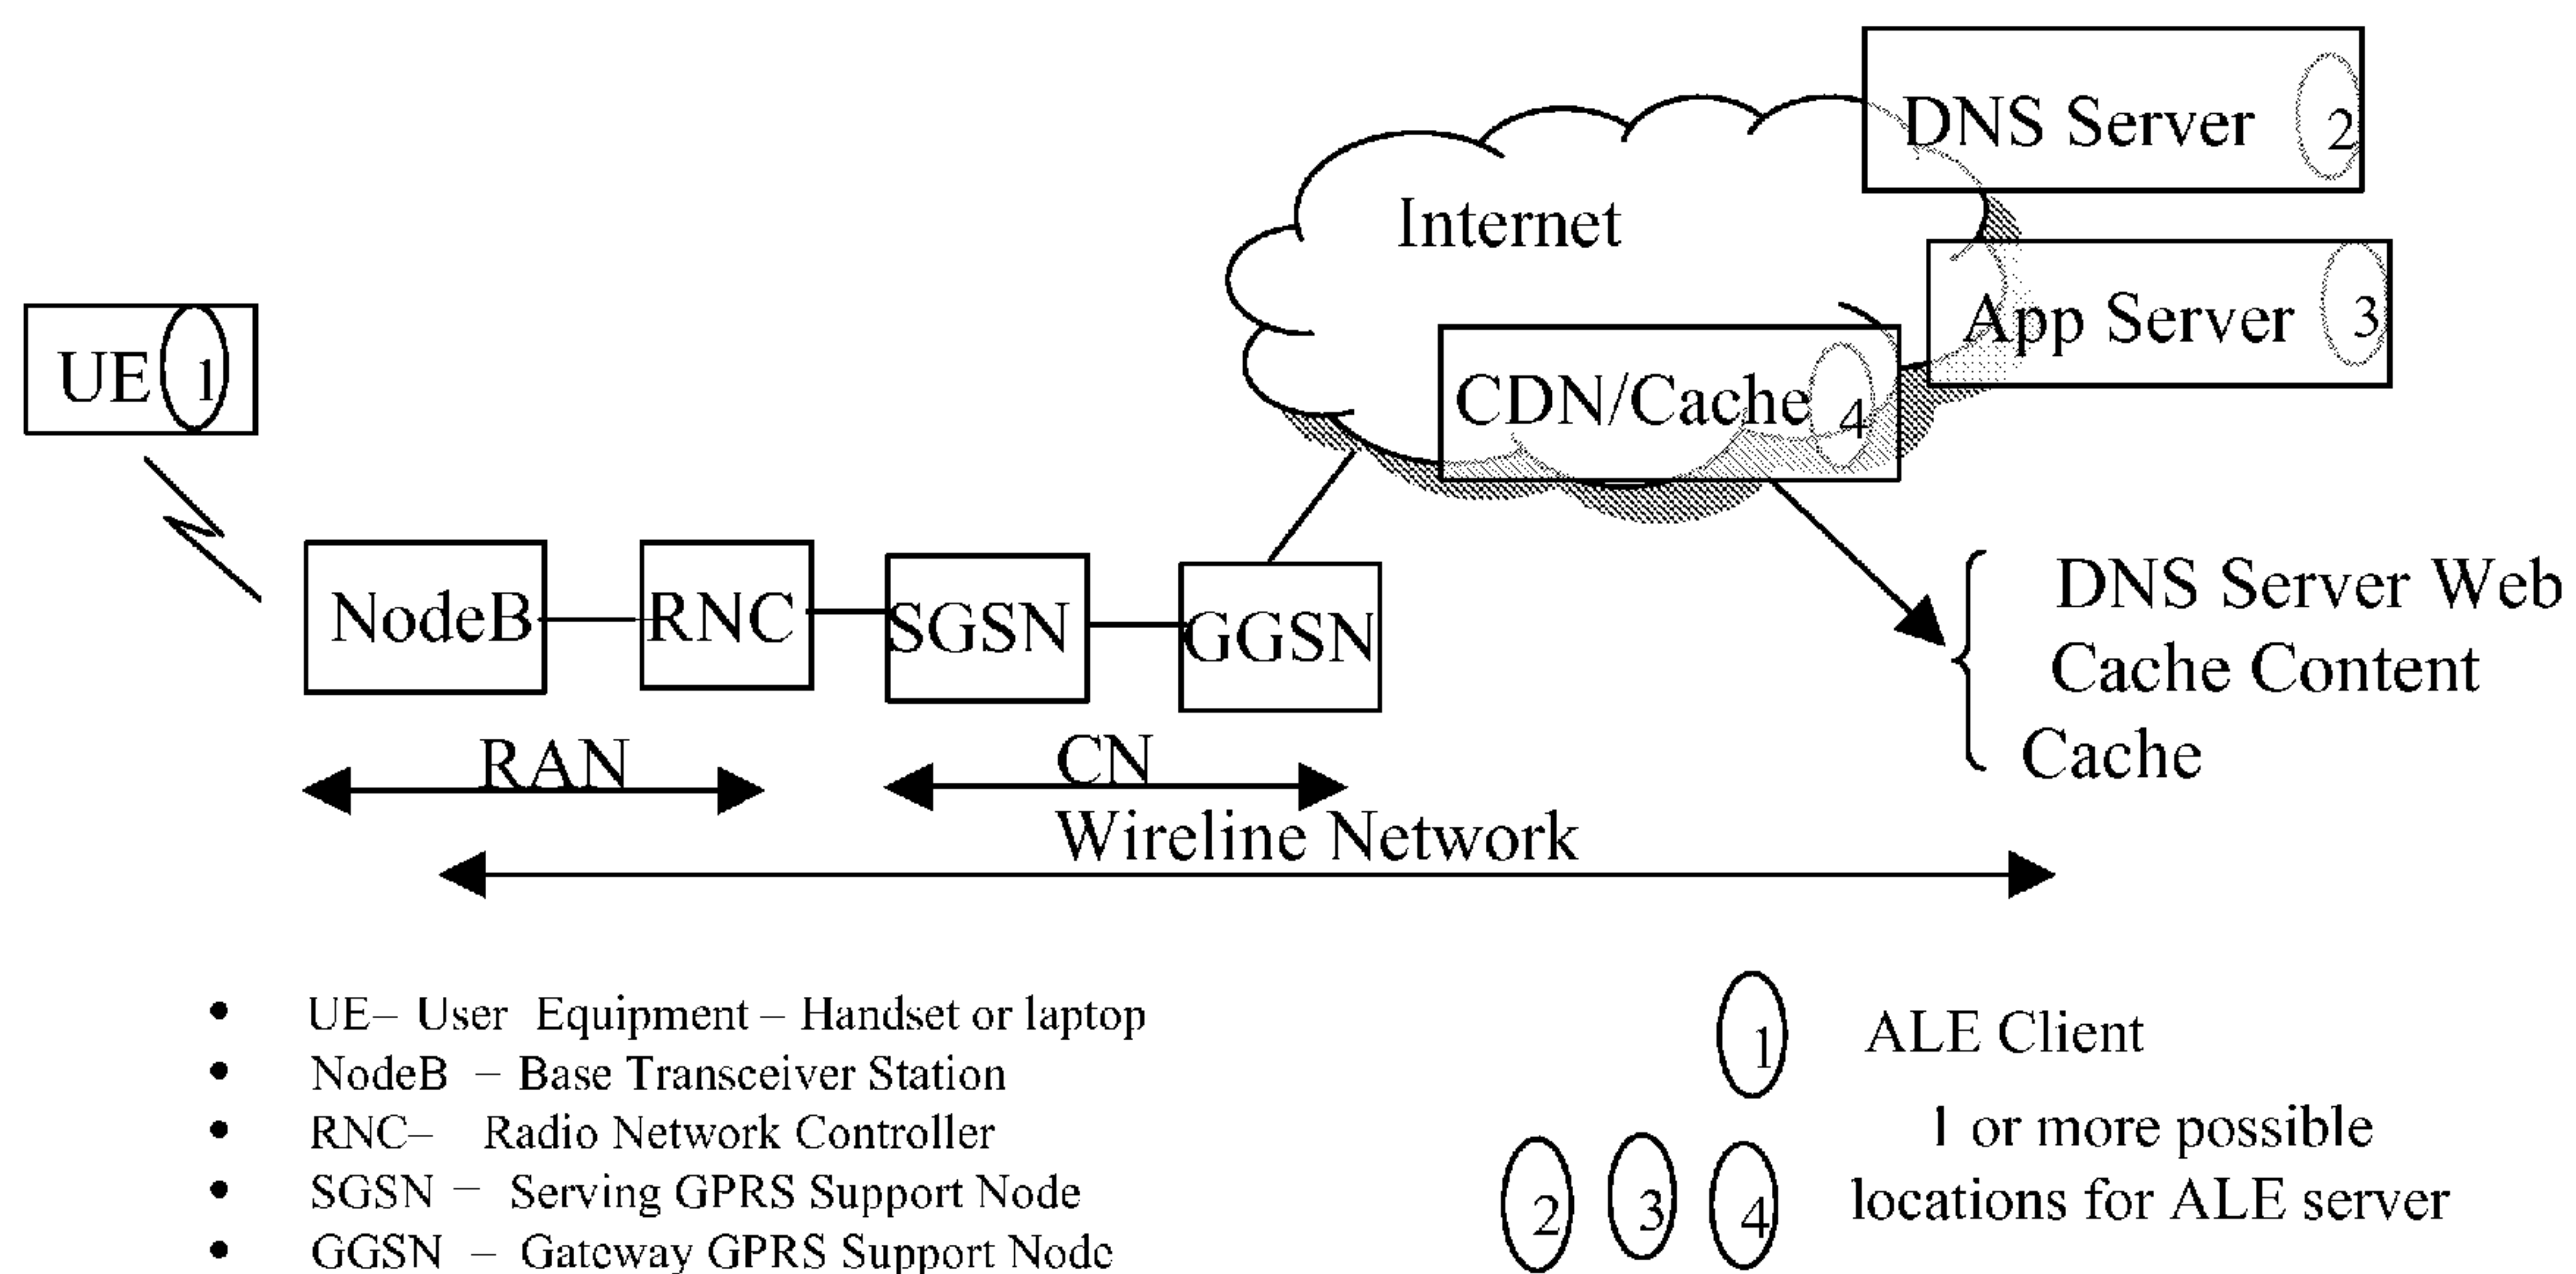 DNS Server 2
Internet
App Server 3
UE 1
CDN/Cache 4
NodeB
RNC
SGSN
GGSN
DNS Server Web
Cache Content
Cache
RAN
CN
Wireline Network
• UE– User Equipment – Handset or laptop
• NodeB – Base Transceiver Station
• RNC– Radio Network Controller
• SGSN – Serving GPRS Support Node
• GGSN – Gateway GPRS Support Node
1 ALE Client
1 or more possible
2 3 4 locations for ALE server